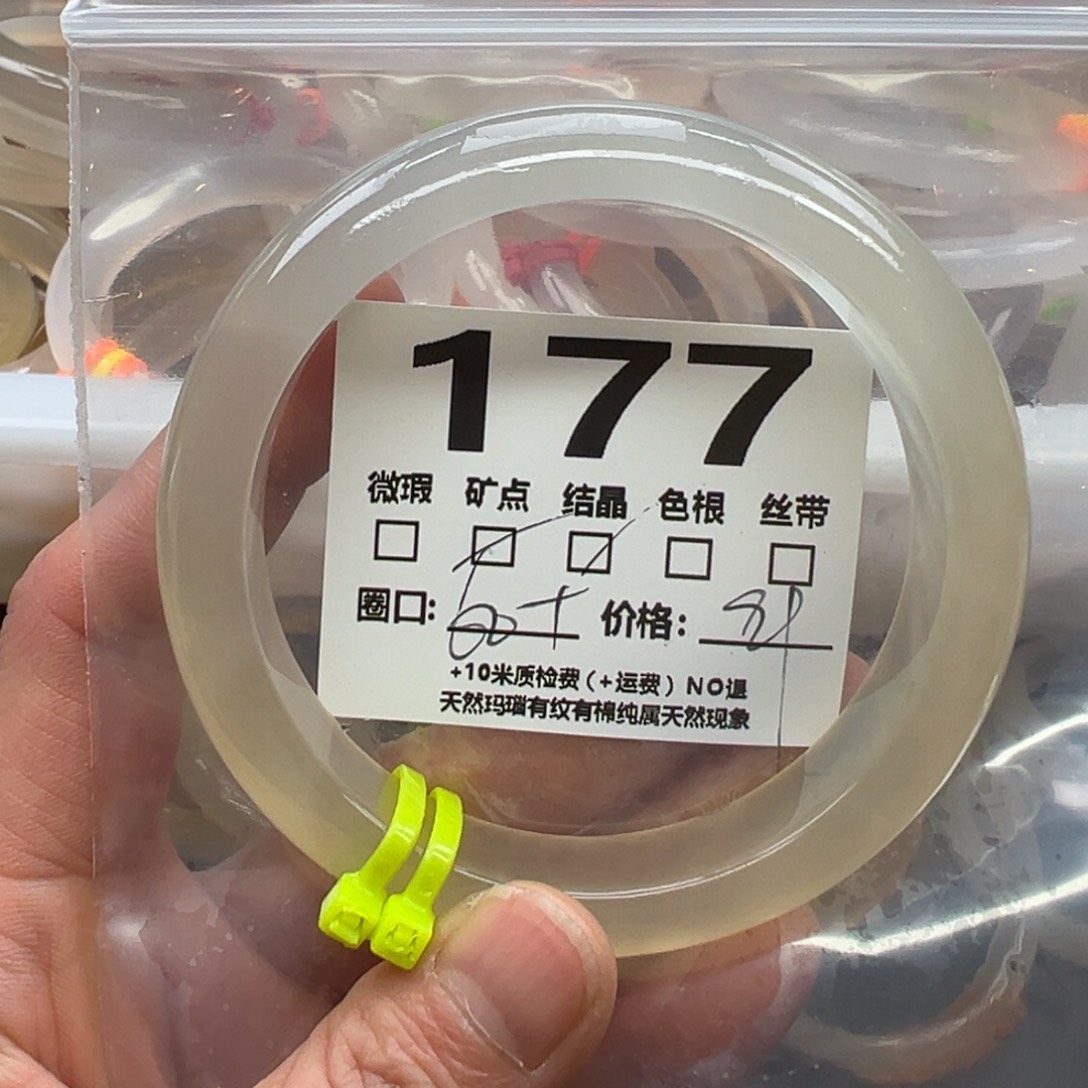 177
微瑕 矿点 结晶 色根 丝带
圈口: 60+ 价格:
+10米质检费(+运费) NO退
天然玛瑙有纹有棉纯属天然现象